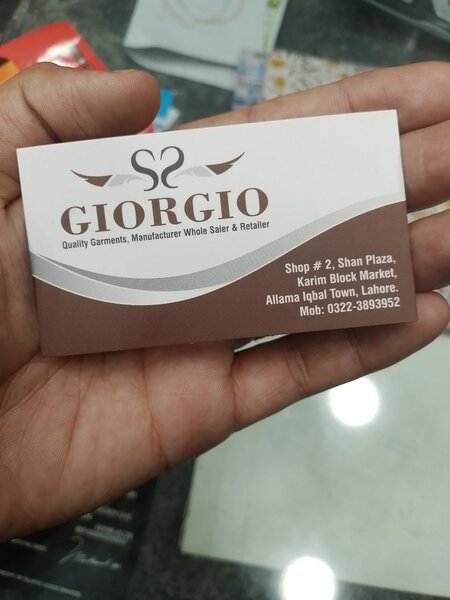 GIORGIO
Quality Garments, Manufacturer Whole Saler & Retailer
Shop # 2, Shan Plaza,
Karim Block Market,
Allama Iqbal Town, Lahore.
Mob: 0322-3893952